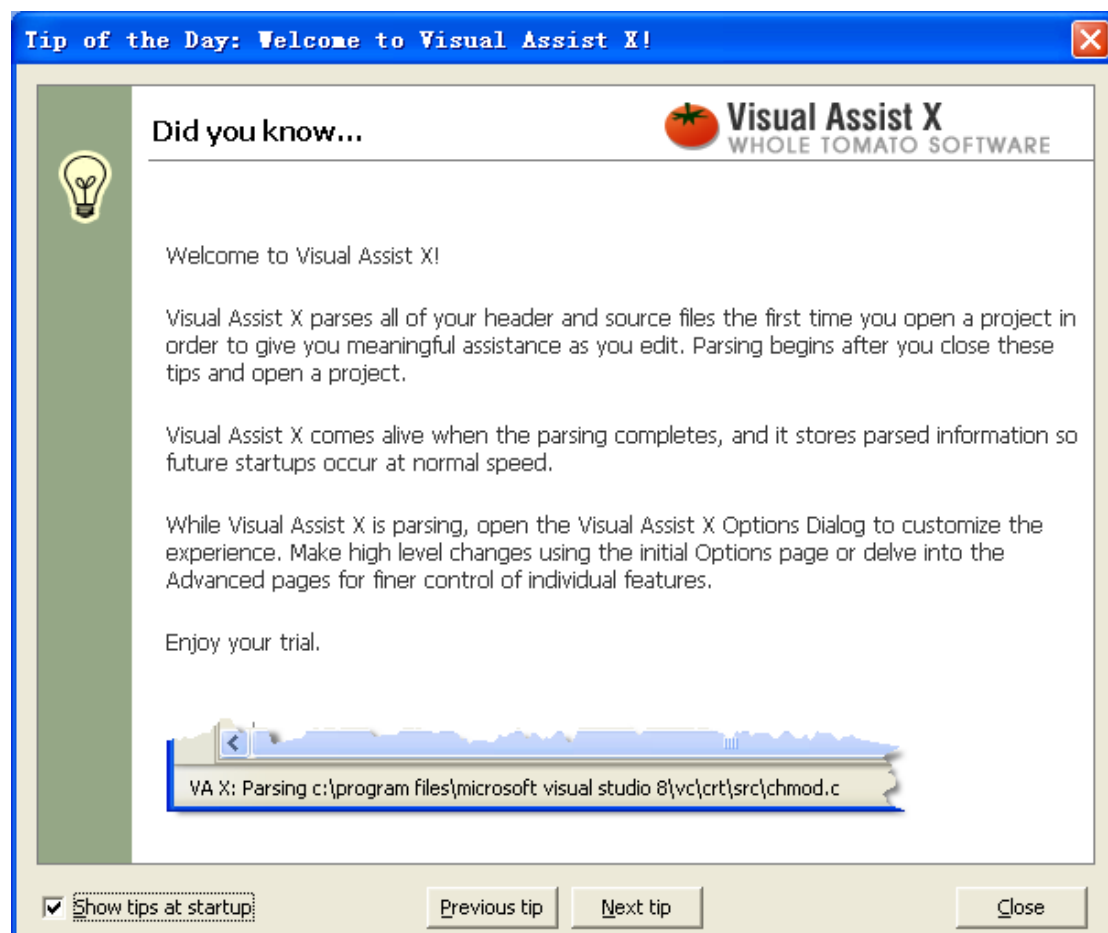 Tip of the Day: Welcome to Visual Assist X!
Did you know...
Visual Assist X
WHOLE TOMATO SOFTWARE
Welcome to Visual Assist X!
Visual Assist X parses all of your header and source files the first time you open a project in
order to give you meaningful assistance as you edit. Parsing begins after you close these
tips and open a project.
Visual Assist X comes alive when the parsing completes, and it stores parsed information so
future startups occur at normal speed.
While Visual Assist X is parsing, open the Visual Assist X Options Dialog to customize the
experience. Make high level changes using the initial Options page or delve into the
Advanced pages for finer control of individual features.
Enjoy your trial.
VA X: Parsing c:\program files\microsoft visual studio 8\vc\crt\src\chmod.c
Show tips at startup
Previous tip
Next tip
Close